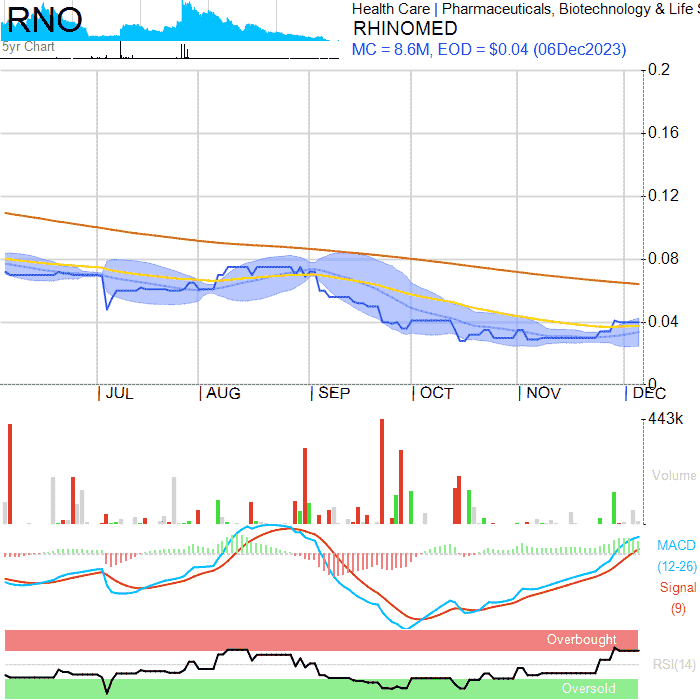 RNO
5yr Chart
Health Care | Pharmaceuticals, Biotechnology & Life S
RHINOMED
MC = 8.6M, EOD = $0.04 (06Dec2023)
0.2
0.16
0.12
0.08
0.04
0
JUL
AUG
SEP
OCT
NOV
DEC
443k
Volume
MACD
(12-26)
Signal
(9)
Overbought
RSI(14)
Oversold